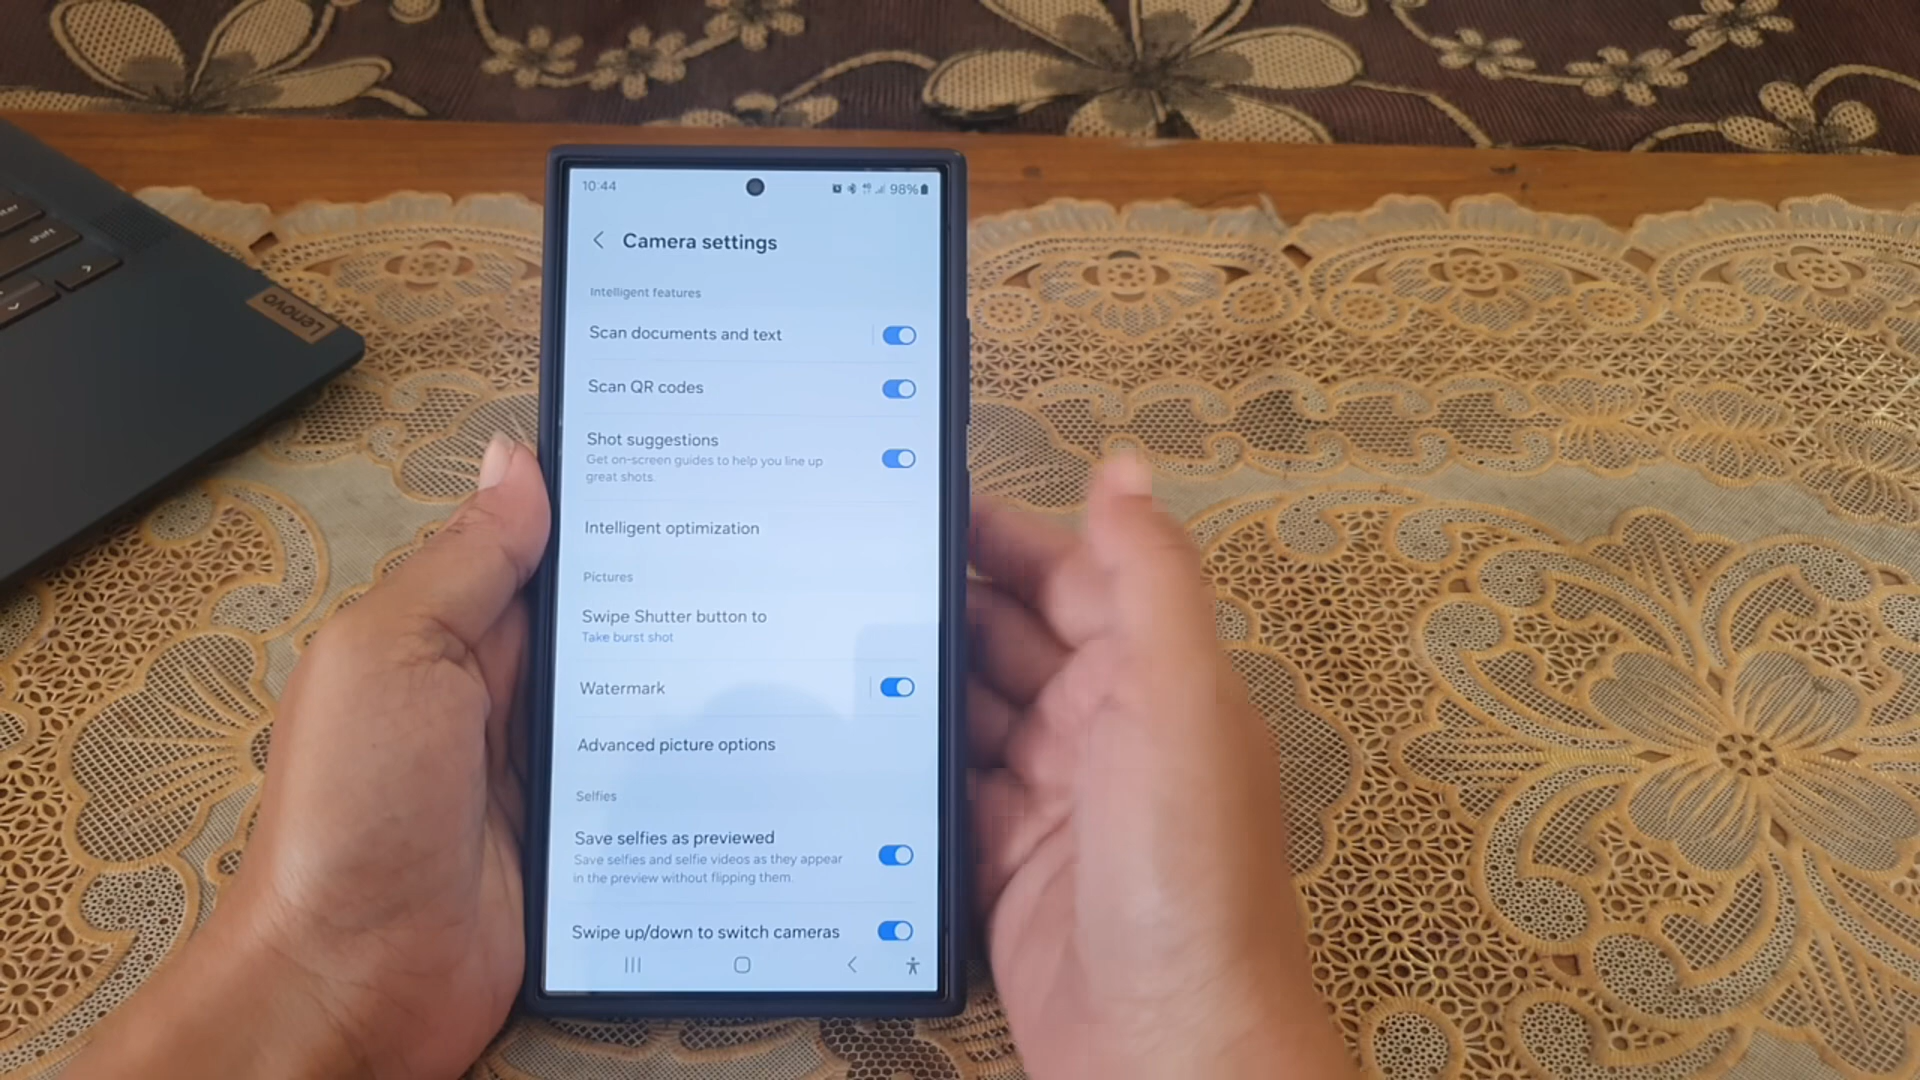 10:44
98%
Camera settings
Intelligent features
Scan documents and text
Scan QR codes
Shot suggestions
Get on-screen guides to help you line up
great shots.
Intelligent optimization
Pictures
Swipe Shutter button to
Take burst shot
Watermark
Advanced picture options
Selfies
Save selfies as previewed
Save selfies and selfie videos as they appear
in the preview without flipping them.
Swipe up/down to switch cameras
shift
Lenovo